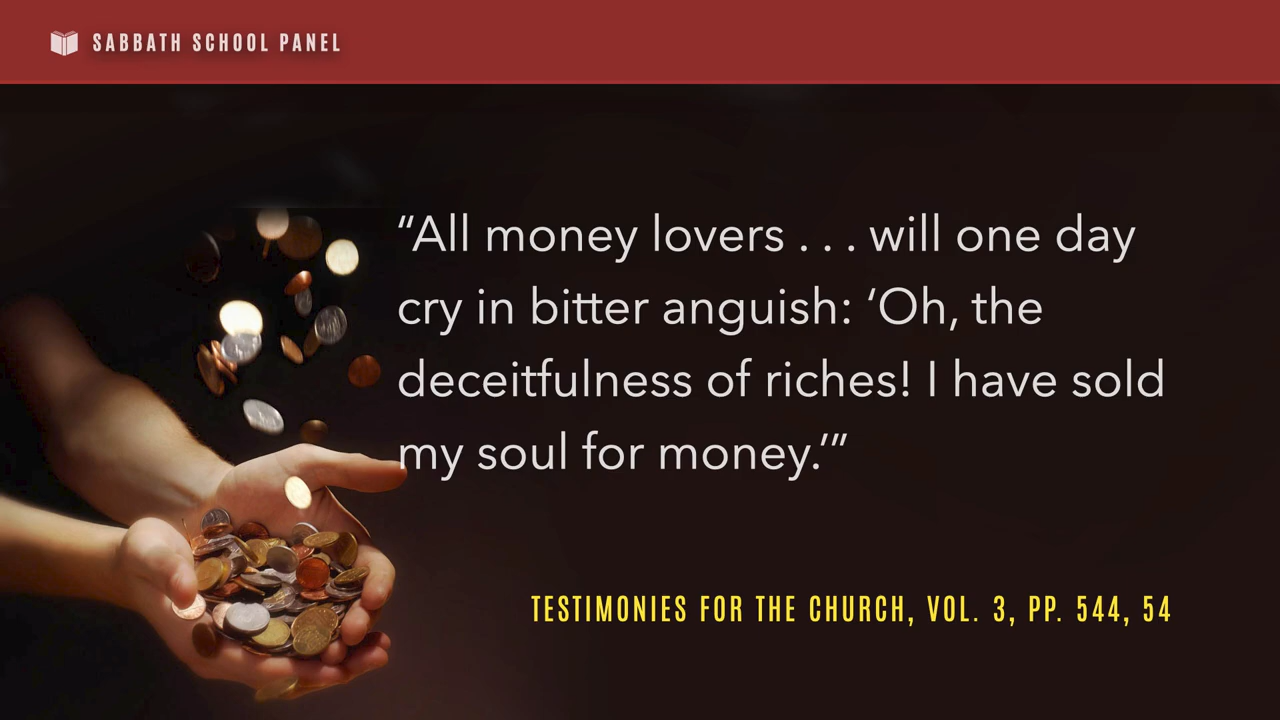 SABBATH SCHOOL PANEL
“All money lovers . . . will one day
cry in bitter anguish: ‘Oh, the
deceitfulness of riches! I have sold
my soul for money.’”
TESTIMONIES FOR THE CHURCH, VOL. 3, PP. 544, 54